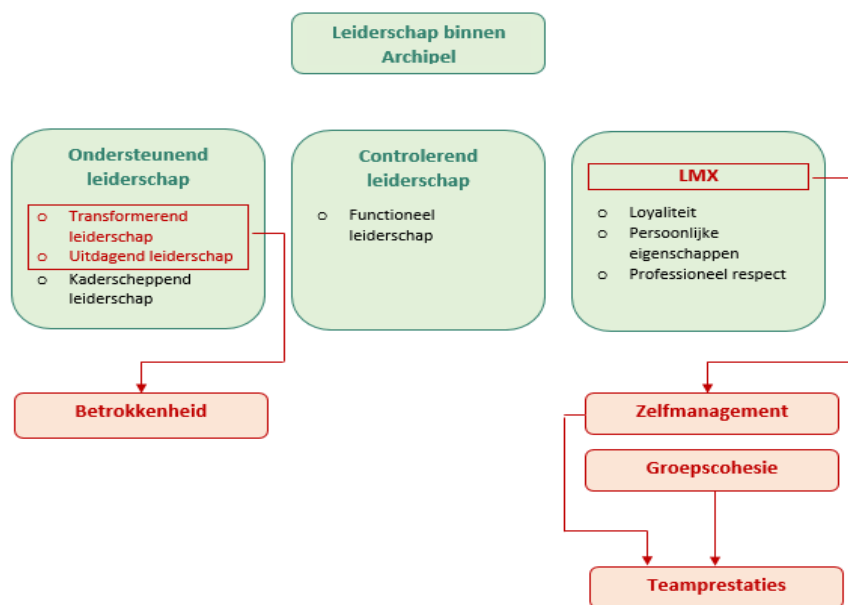 Leiderschap binnen
Archipel
Ondersteunend
leiderschap
o Transformerend
leiderschap
o Uitdagend leiderschap
o Kaderscheppend
leiderschap
Controlerend
leiderschap
o Functioneel
leiderschap
LMX
o Loyaliteit
o Persoonlijke
eigenschappen
o Professioneel respect
Betrokkenheid
Zelfmanagement
Groepscohesie
Teamprestaties